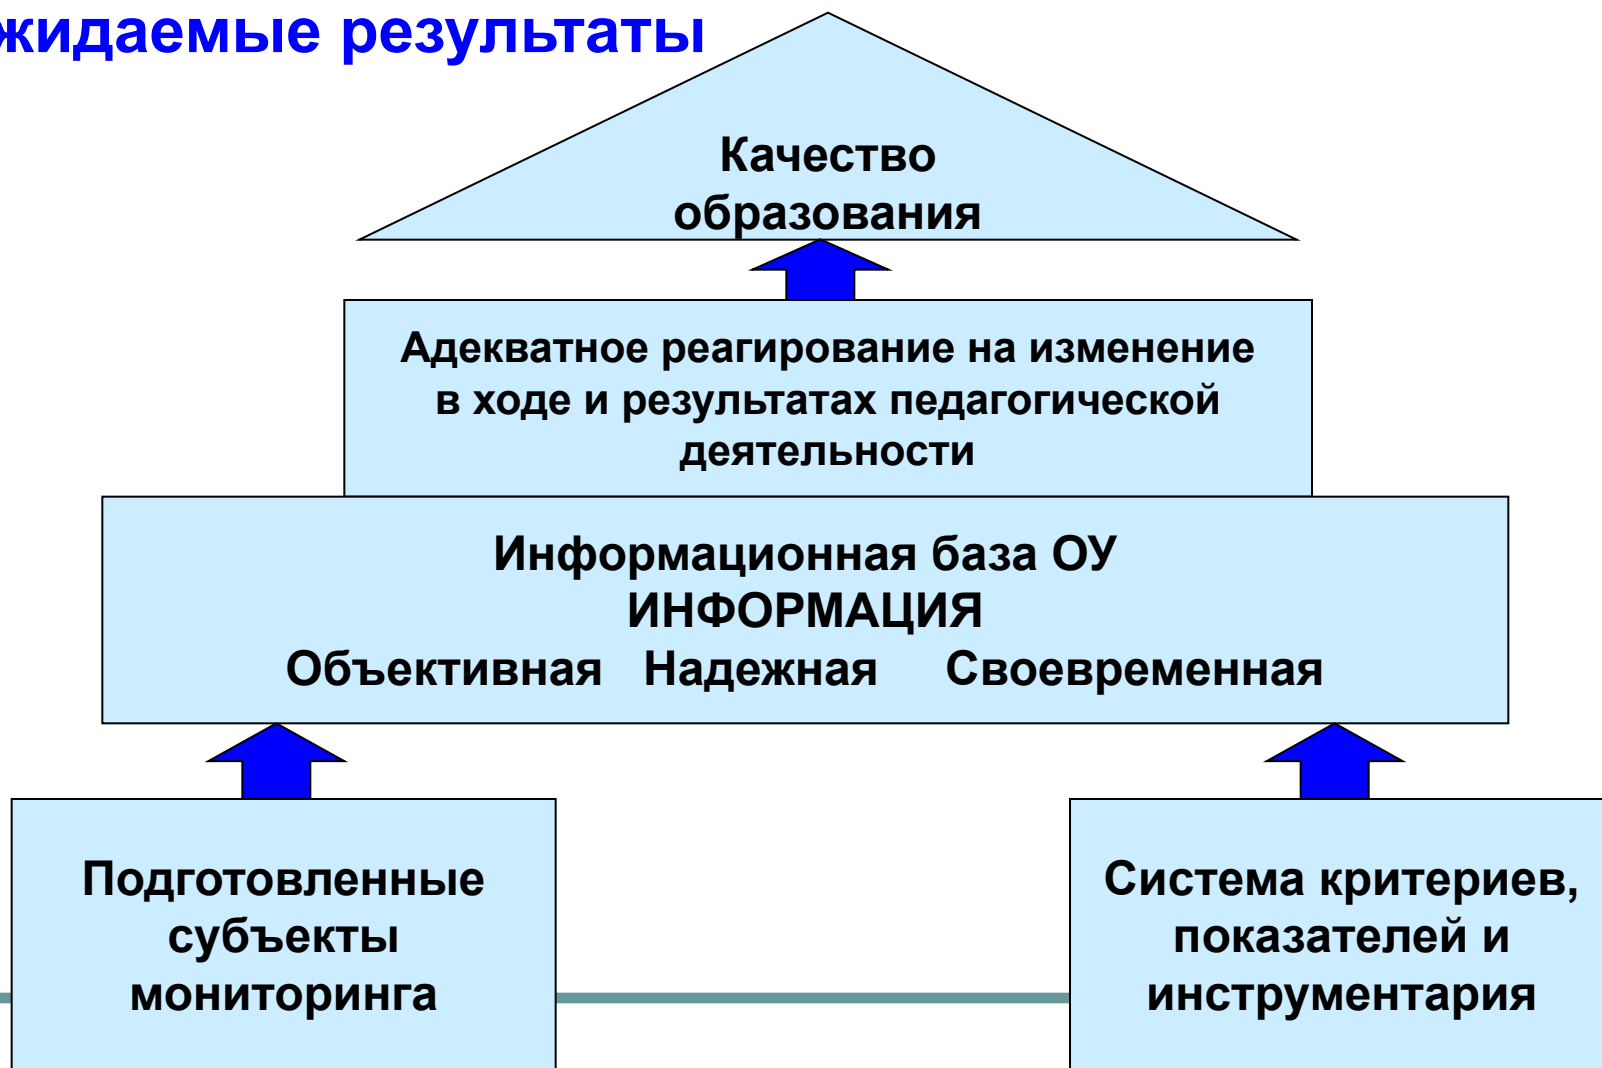 жидаемые результаты
Качество
образования
Адекватное реагирование на изменение
в ходе и результатах педагогической
деятельности
Информационная база ОУ
ИНФОРМАЦИЯ
Объективная Надежная Своевременная
Подготовленные
субъекты
мониторинга
Система критериев,
показателей и
инструментария